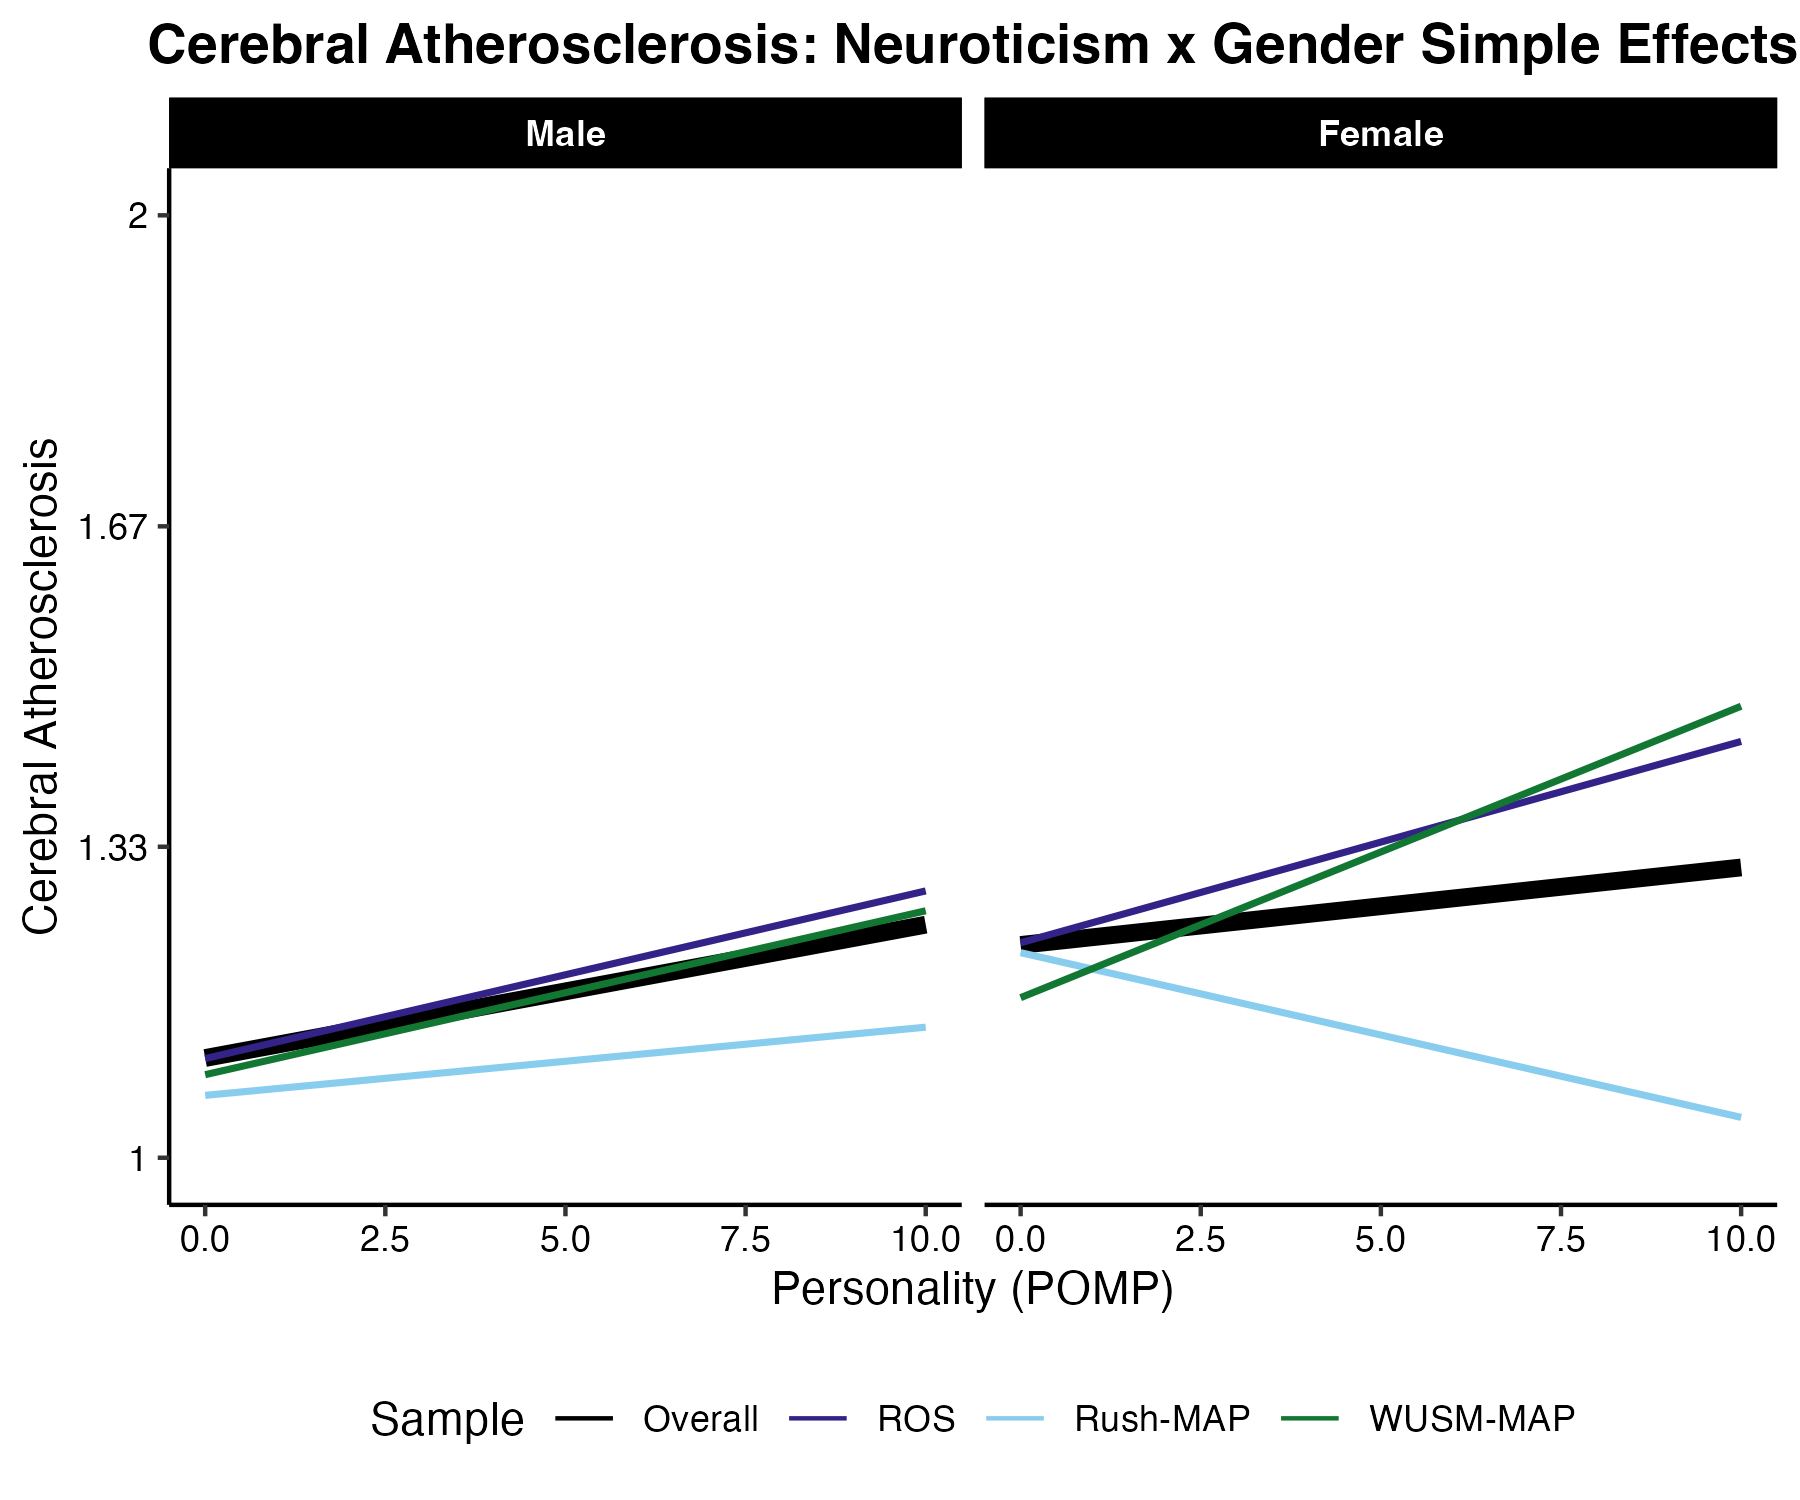 Cerebral Atherosclerosis: Neuroticism x Gender Simple Effects
Male
Female
Cerebral Atherosclerosis
2
1.67
1.33
1
0.0 2.5 5.0 7.5 10.0 0.0 2.5 5.0 7.5 10.0
Personality (POMP)
Sample Overall ROS Rush-MAP WUSM-MAP